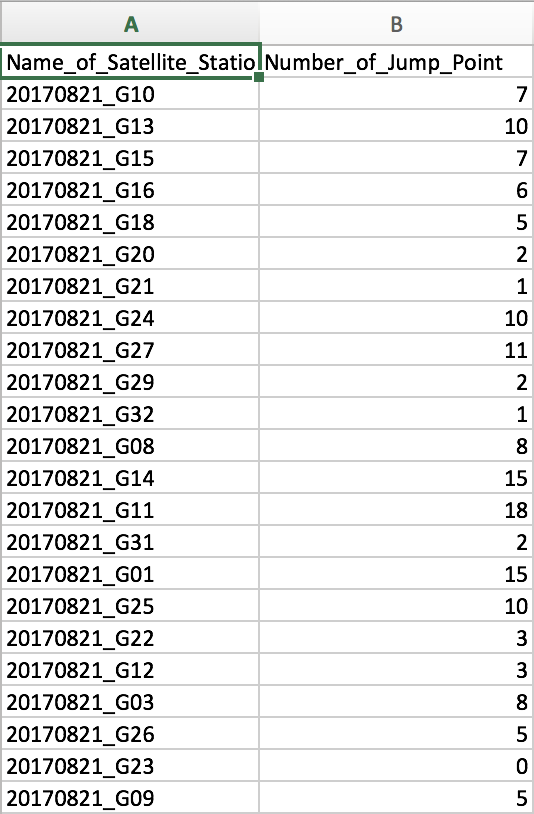 A B
Name_of_Satellite_Statio Number_of_Jump_Point
20170821_G10 7
20170821_G13 10
20170821_G15 7
20170821_G16 6
20170821_G18 5
20170821_G20 2
20170821_G21 1
20170821_G24 10
20170821_G27 11
20170821_G29 2
20170821_G32 1
20170821_G08 8
20170821_G14 15
20170821_G11 18
20170821_G31 2
20170821_G01 15
20170821_G25 10
20170821_G22 3
20170821_G12 3
20170821_G03 8
20170821_G26 5
20170821_G23 0
20170821_G09 5